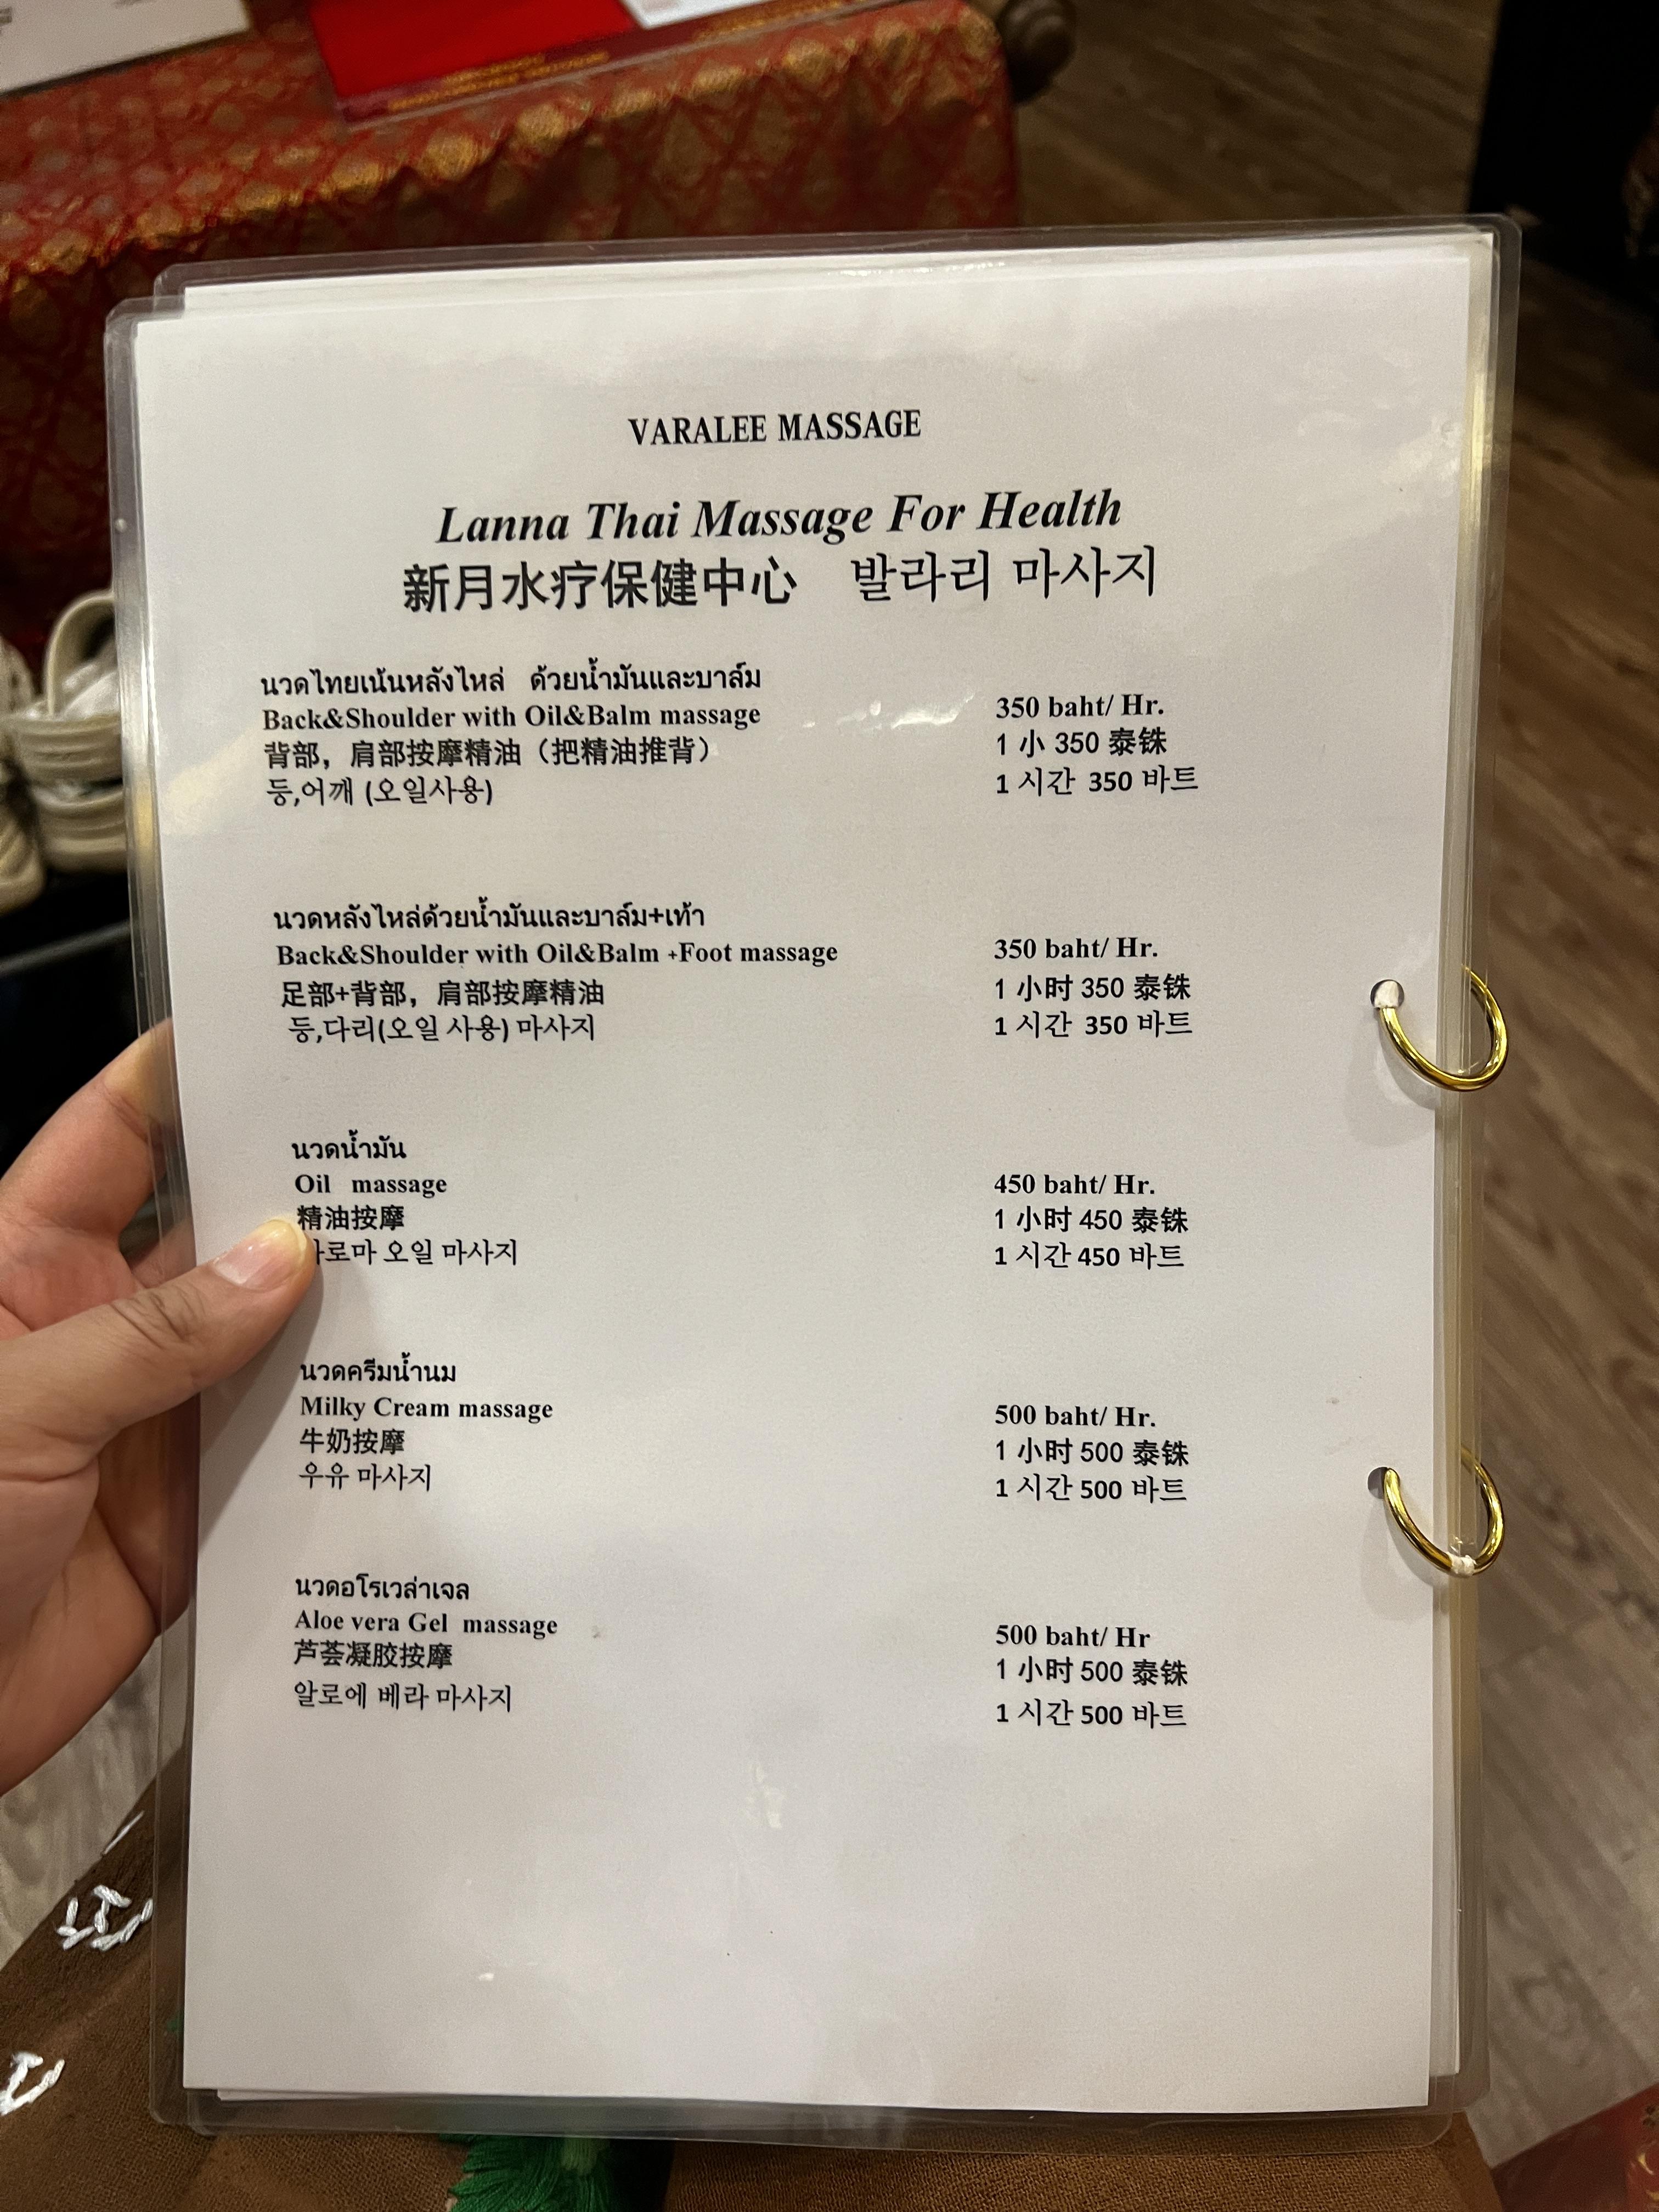 VARALEE MASSAGE
Lanna Thai Massage For Health
新月水疗保健中心 발라리 마사지
นวดไทยเน้นหลังไหล่ ด้วยน้ำมันและบาล์ม
Back&Shoulder with Oil&Balm massage
背部，肩部按摩精油（把精油推背）
등,어깨 (오일사용)
350 baht/ Hr.
1 小 350 泰铢
1 시간 350 바트
นวดหลังไหล่ด้วยน้ำมันและบาล์ม+เท้า
Back&Shoulder with Oil&Balm +Foot massage
足部+背部，肩部按摩精油
등,다리(오일 사용) 마사지
350 baht/ Hr.
1 小时 350 泰铢
1 시간 350 바트
นวดน้ำมัน
Oil massage
精油按摩
오일 마사지
450 baht/ Hr.
1 小时 450 泰铢
1 시간 450 바트
นวดครีมน้ำนม
Milky Cream massage
牛奶按摩
우유 마사지
500 baht/ Hr.
1 小时 500 泰铢
1 시간 500 바트
นวดอโรเวล่าเจล
Aloe vera Gel massage
芦荟凝胶按摩
알로에 베라 마사지
500 baht/ Hr
1 小时 500 泰铢
1 시간 500 바트